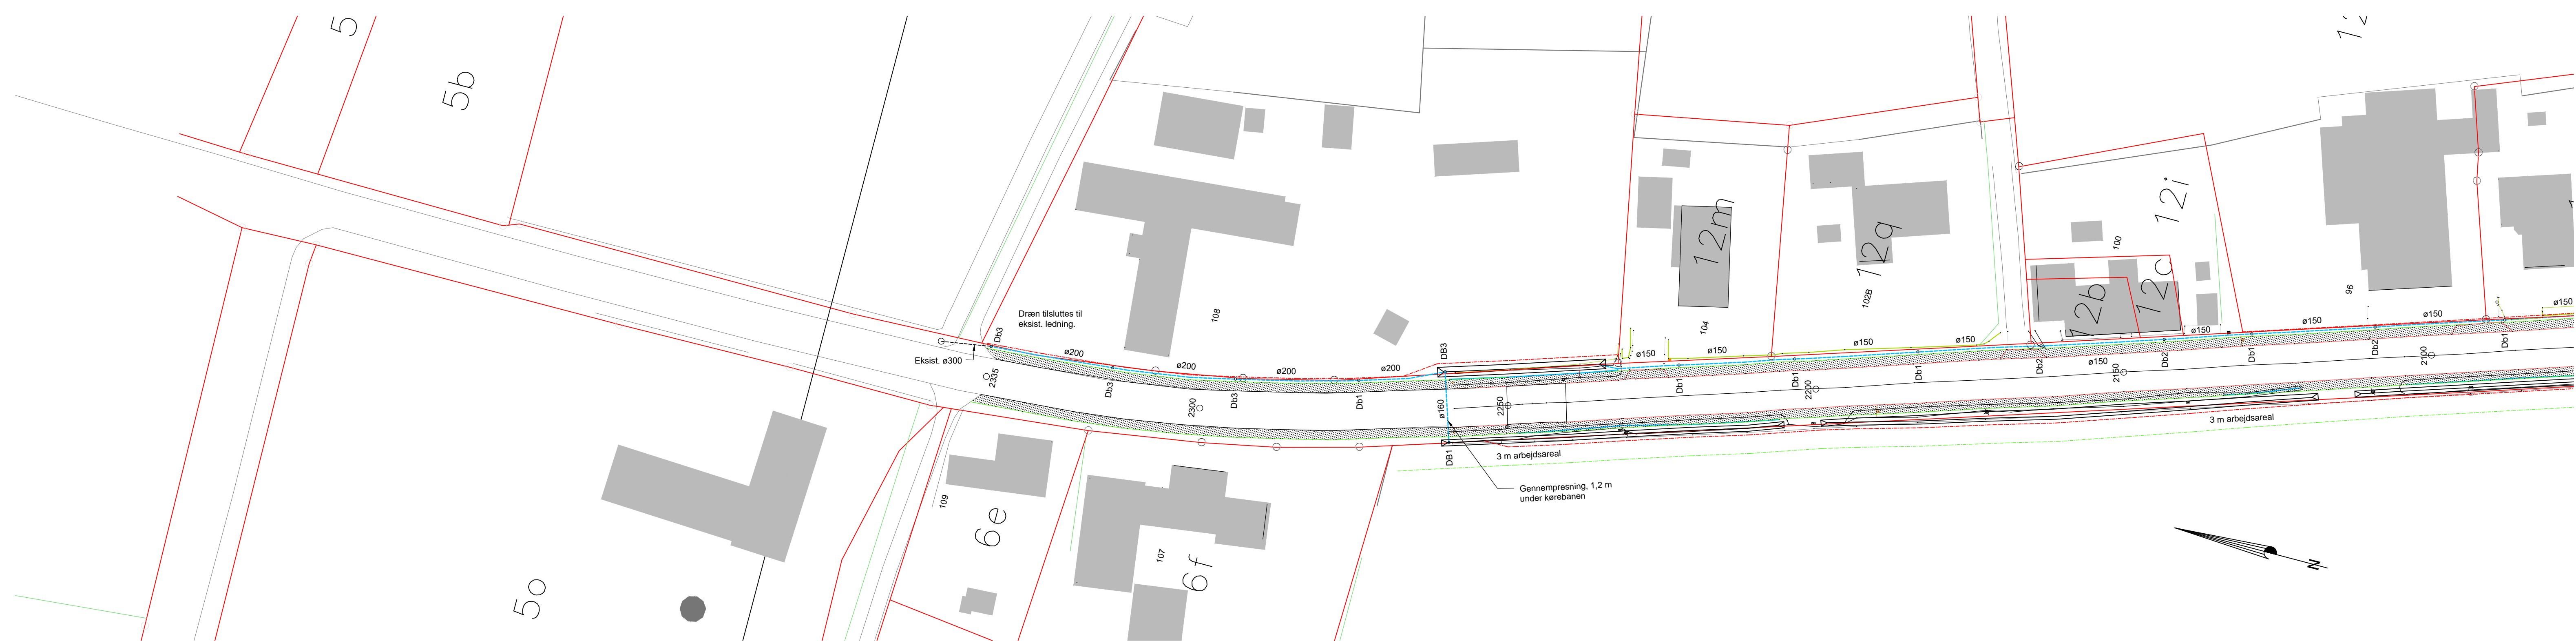 5
5b
12
Dræn tilsluttes til
eksist. ledning.
Db3
Eksist. ø300
2335
ø200
Db3
108
ø200
2300
Db3
ø200
Db1
ø200
DB3
ø160
DB1
2250
3 m arbejdsareal
Gennempresning, 1,2 m
under kørebanen
ø150
Db1
ø150
104
12m
Db1
2200
ø150
102B
12q
Db1
ø150
Db2
12b
12c
12i
100
ø150
2150
Db2
ø150
Db1
3 m arbejdsareal
ø150
96
Db2
ø150
2100
Db1
ø150
109
6e
107
6f
5o
N